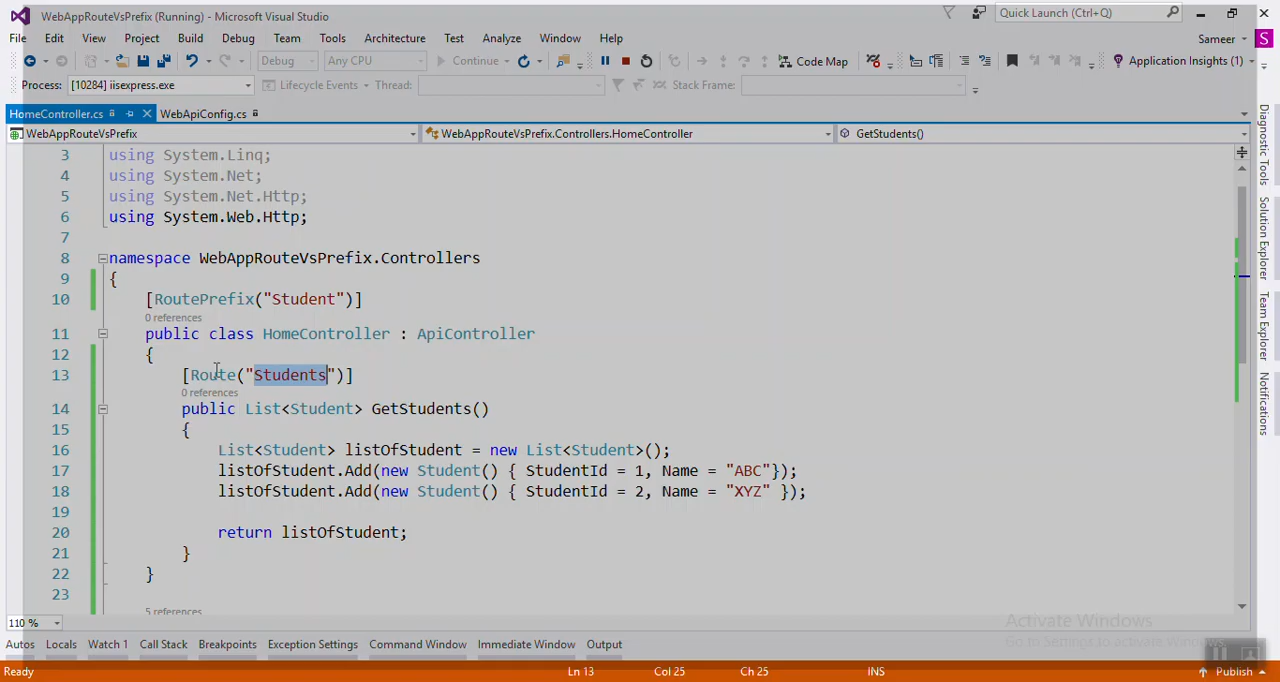 WebAppRouteVsPrefix (Running) - Microsoft Visual Studio
Quick Launch (Ctrl+Q)
File Edit View Project Build Debug Team Tools Architecture Test Analyze Window Help
Sameer S
Debug Any CPU Continue Code Map Application Insights (1)
Process: [10284] iisexpress.exe Lifecycle Events Thread: Stack Frame:
HomeController.cs WebApiConfig.cs
WebAppRouteVsPrefix WebAppRouteVsPrefix.Controllers.HomeController GetStudents()
3 using System.Linq;
4 using System.Net;
5 using System.Net.Http;
6 using System.Web.Http;
7
8 namespace WebAppRouteVsPrefix.Controllers
9 {
10 [RoutePrefix("Student")]
0 references
11 public class HomeController : ApiController
12 {
13 [Route("Students")]
0 references
14 public List<Student> GetStudents()
15 {
16 List<Student> listOfStudent = new List<Student>();
17 listOfStudent.Add(new Student() { StudentId = 1, Name = "ABC"});
18 listOfStudent.Add(new Student() { StudentId = 2, Name = "XYZ" });
19
20 return listOfStudent;
21 }
22 }
23
5 references
Diagnostic Tools
Solution Explorer
Team Explorer
Notifications
Activate Windows
Go to Settings to activate Windows.
110 %
Autos Locals Watch 1 Call Stack Breakpoints Exception Settings Command Window Immediate Window Output
Ready Ln 13 Col 25 Ch 25 INS Publish